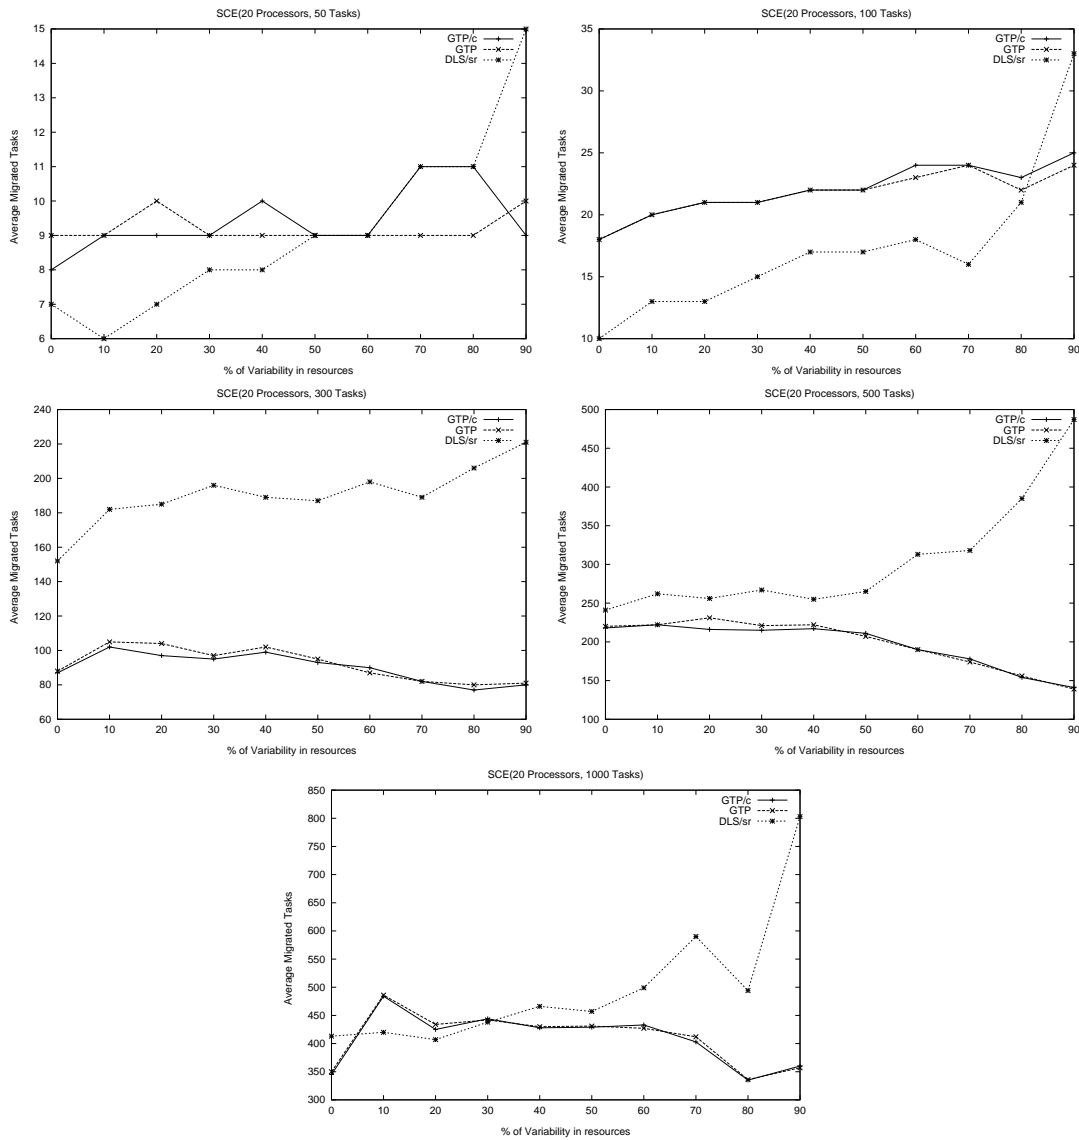 SCE(20 Processors, 50 Tasks)
15
14
13
12
11
10
9
8
7
6
Average Migrated Tasks
GTP/c
GTP
DLS/sr
0 10 20 30 40 50 60 70 80 90
% of Variability in resources
SCE(20 Processors, 100 Tasks)
35
30
25
20
15
10
Average Migrated Tasks
GTP/c
GTP
DLS/sr
0 10 20 30 40 50 60 70 80 90
% of Variability in resources
SCE(20 Processors, 300 Tasks)
240
220
200
180
160
140
120
100
80
60
Average Migrated Tasks
GTP/c
GTP
DLS/sr
0 10 20 30 40 50 60 70 80 90
% of Variability in resources
SCE(20 Processors, 500 Tasks)
500
450
400
350
300
250
200
150
100
Average Migrated Tasks
GTP/c
GTP
DLS/sr
0 10 20 30 40 50 60 70 80 90
% of Variability in resources
SCE(20 Processors, 1000 Tasks)
850
800
750
700
650
600
550
500
450
400
350
300
Average Migrated Tasks
GTP/c
GTP
DLS/sr
0 10 20 30 40 50 60 70 80 90
% of Variability in resources